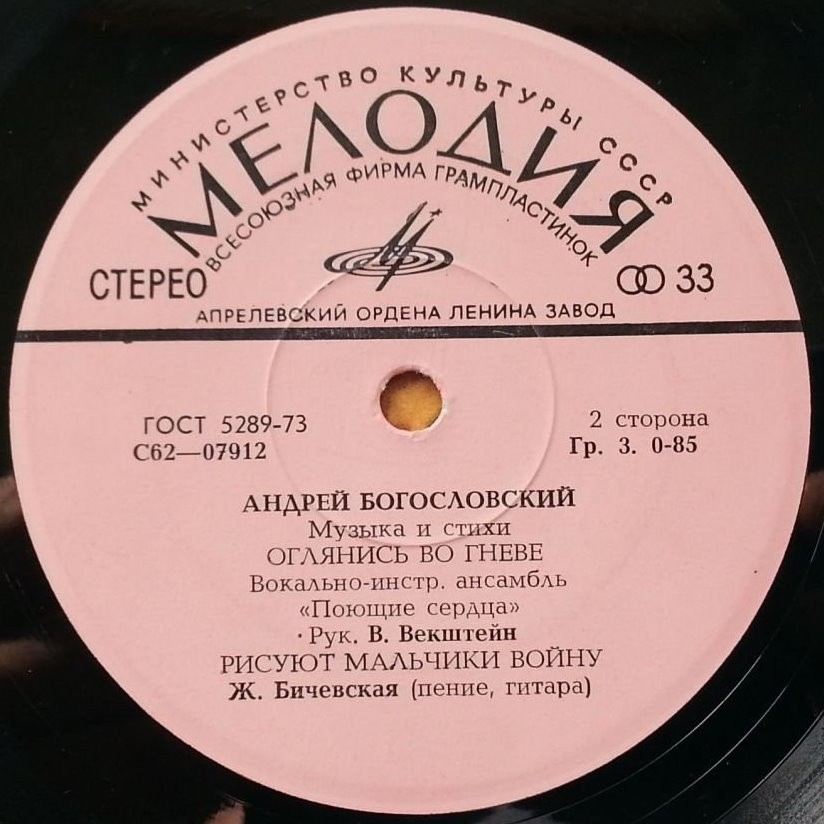 МИНИСТЕРСТВО КУЛЬТУРЫ СССР
МЕЛОДИЯ
ВСЕСОЮЗНАЯ ФИРМА ГРАМПЛАСТИНОК
СТЕРЕО
33
АПРЕЛЕВСКИЙ ОРДЕНА ЛЕНИНА ЗАВОД
ГОСТ 5289-73
С62—07912
2 сторона
Гр. 3. 0-85
АНДРЕЙ БОГОСЛОВСКИЙ
Музыка и стихи
ОГЛЯНИСЬ ВО ГНЕВЕ
Вокально-инстр. ансамбль
«Поющие сердца»
Рук. В. Векштейн
РИСУЮТ МАЛЬЧИКИ ВОЙНУ
Ж. Бичевская (пение, гитара)